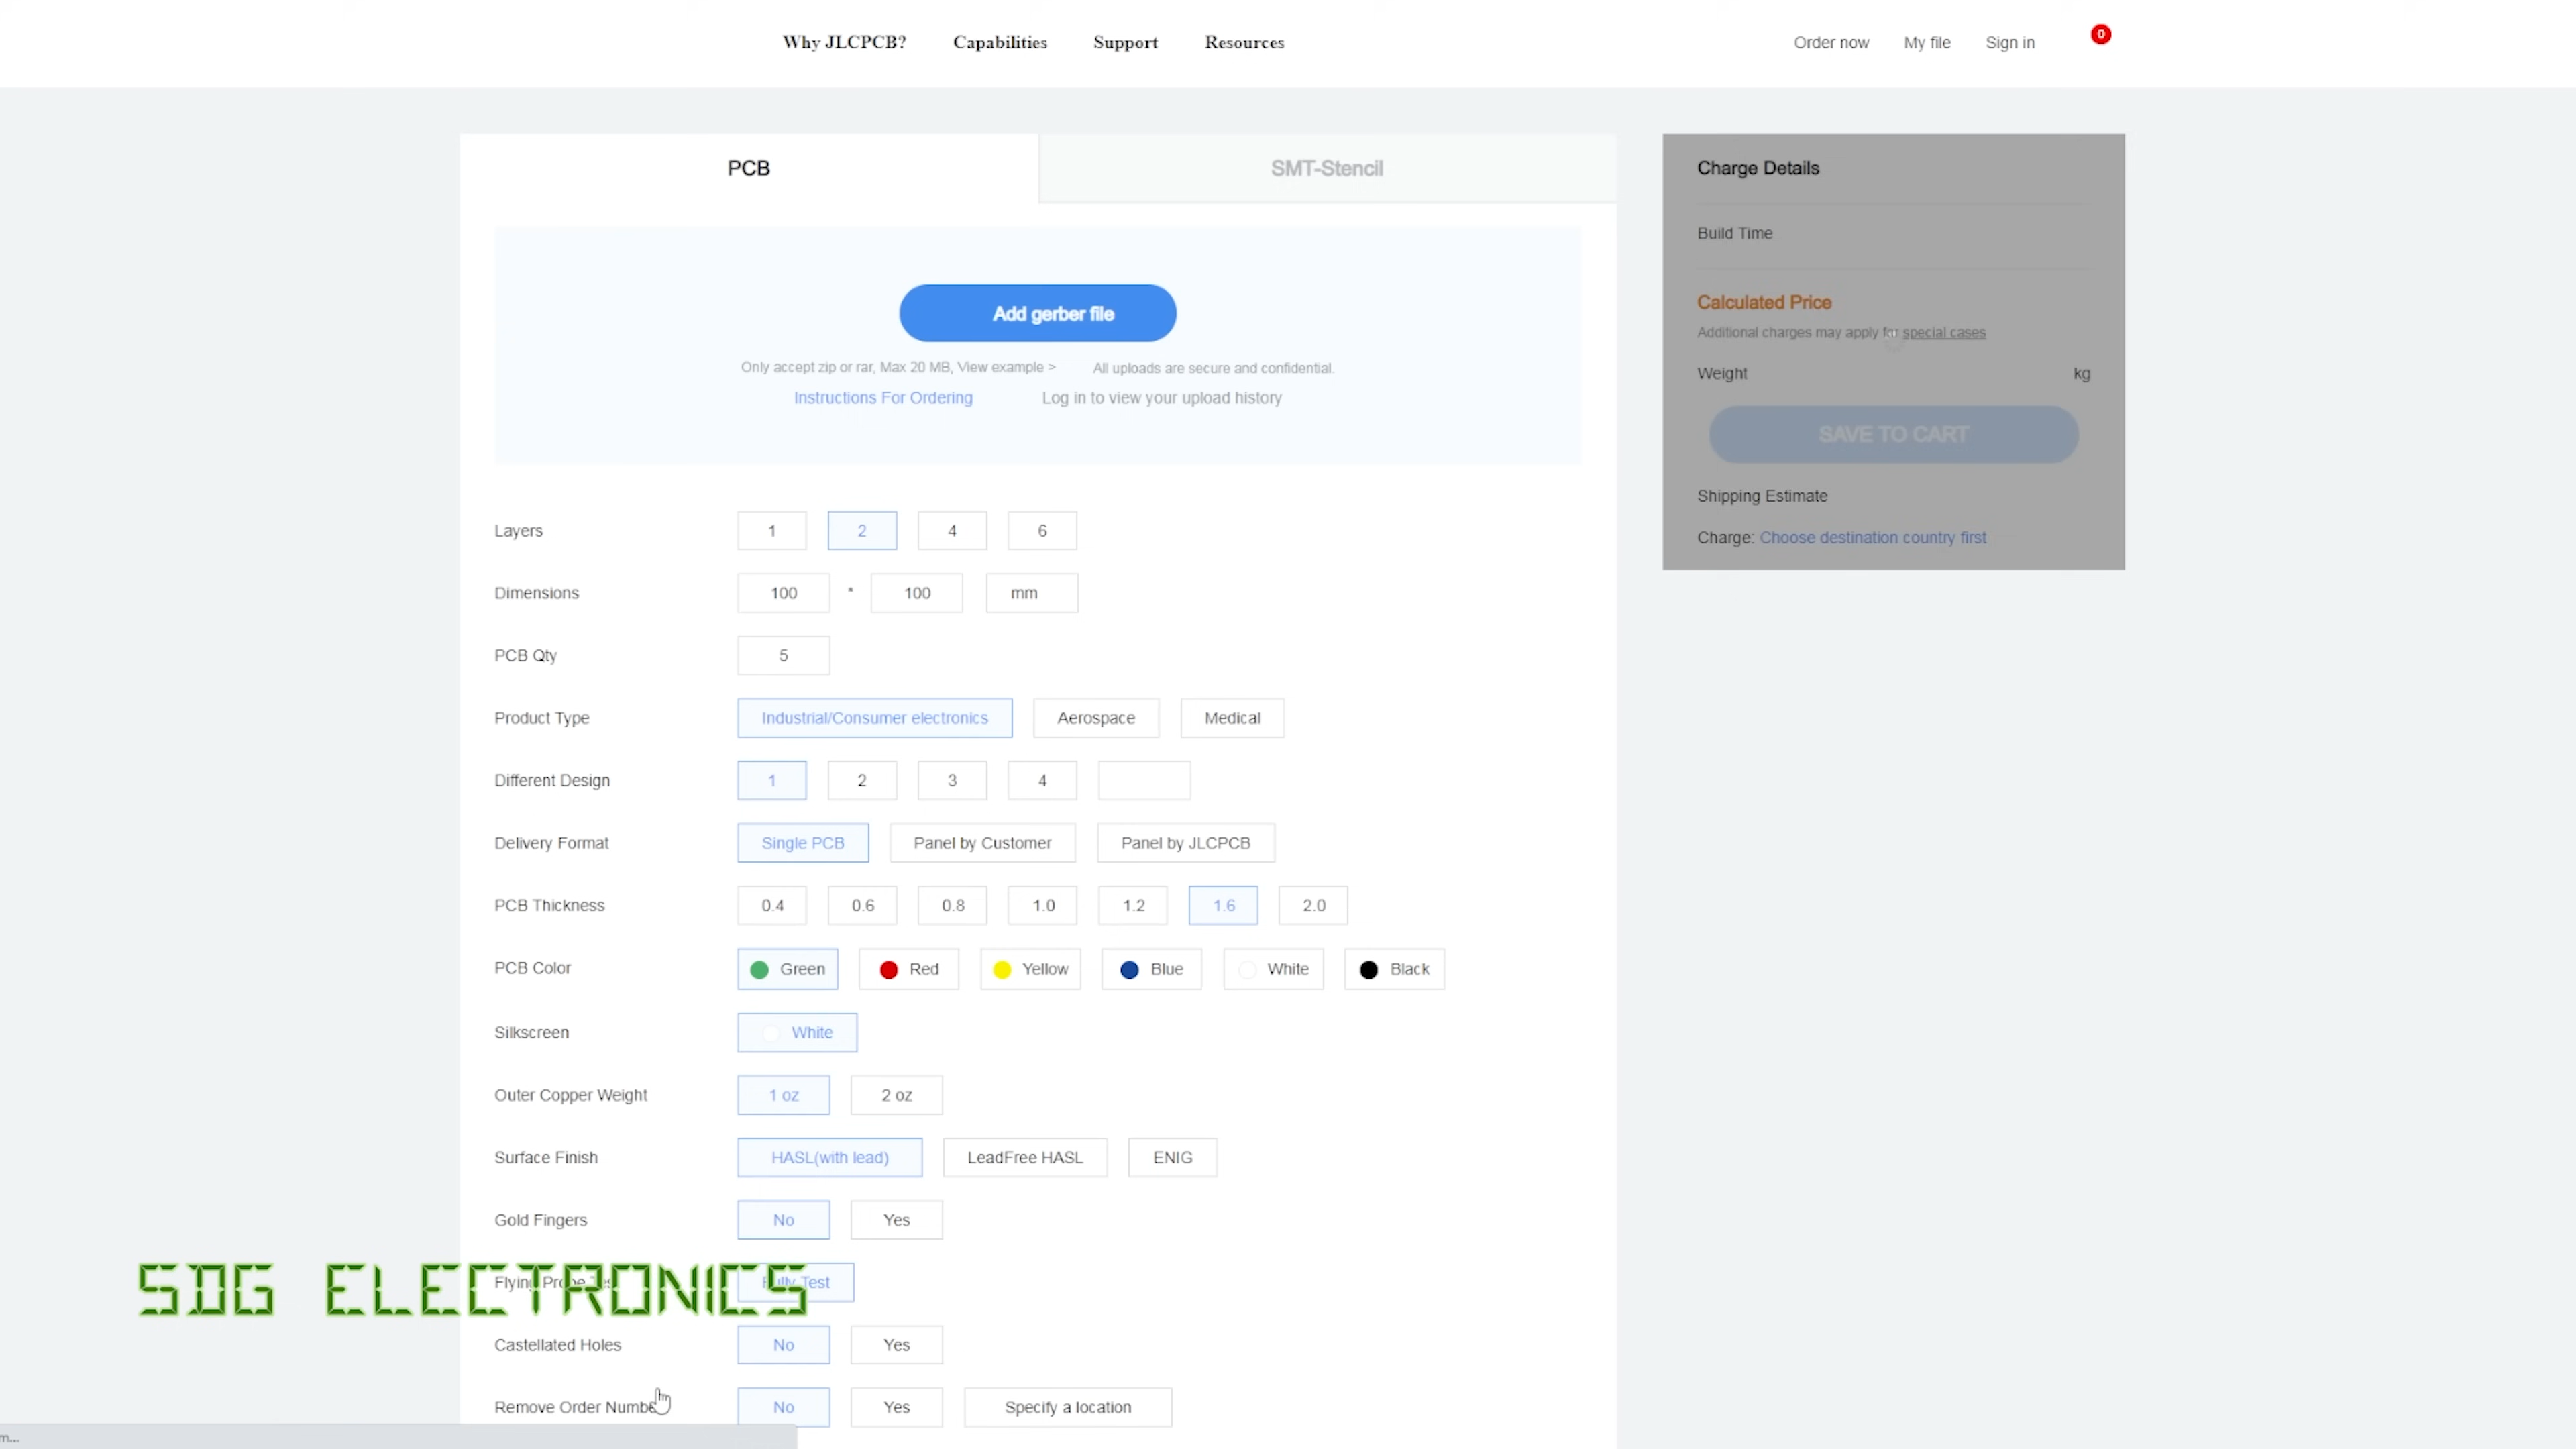 Why JLCPCB? Capabilities Support Resources Order now My file Sign in 0
PCB SMT-Stencil
Add gerber file
Only accept zip or rar, Max 20 MB, View example > All uploads are secure and confidential.
Instructions For Ordering Log in to view your upload history
Charge Details
Build Time
Calculated Price
Additional charges may apply for special cases
Weight kg
SAVE TO CART
Shipping Estimate
Charge: Choose destination country first
Layers 1 2 4 6
Dimensions 100 * 100 mm
PCB Qty 5
Product Type Industrial/Consumer electronics Aerospace Medical
Different Design 1 2 3 4
Delivery Format Single PCB Panel by Customer Panel by JLCPCB
PCB Thickness 0.4 0.6 0.8 1.0 1.2 1.6 2.0
PCB Color Green Red Yellow Blue White Black
Silkscreen White
Outer Copper Weight 1 oz 2 oz
Surface Finish HASL(with lead) LeadFree HASL ENIG
Gold Fingers No Yes
Flying Probe Test Fully Test
SDG ELECTRONICS
Castellated Holes No Yes
Remove Order Number No Yes Specify a location
m...